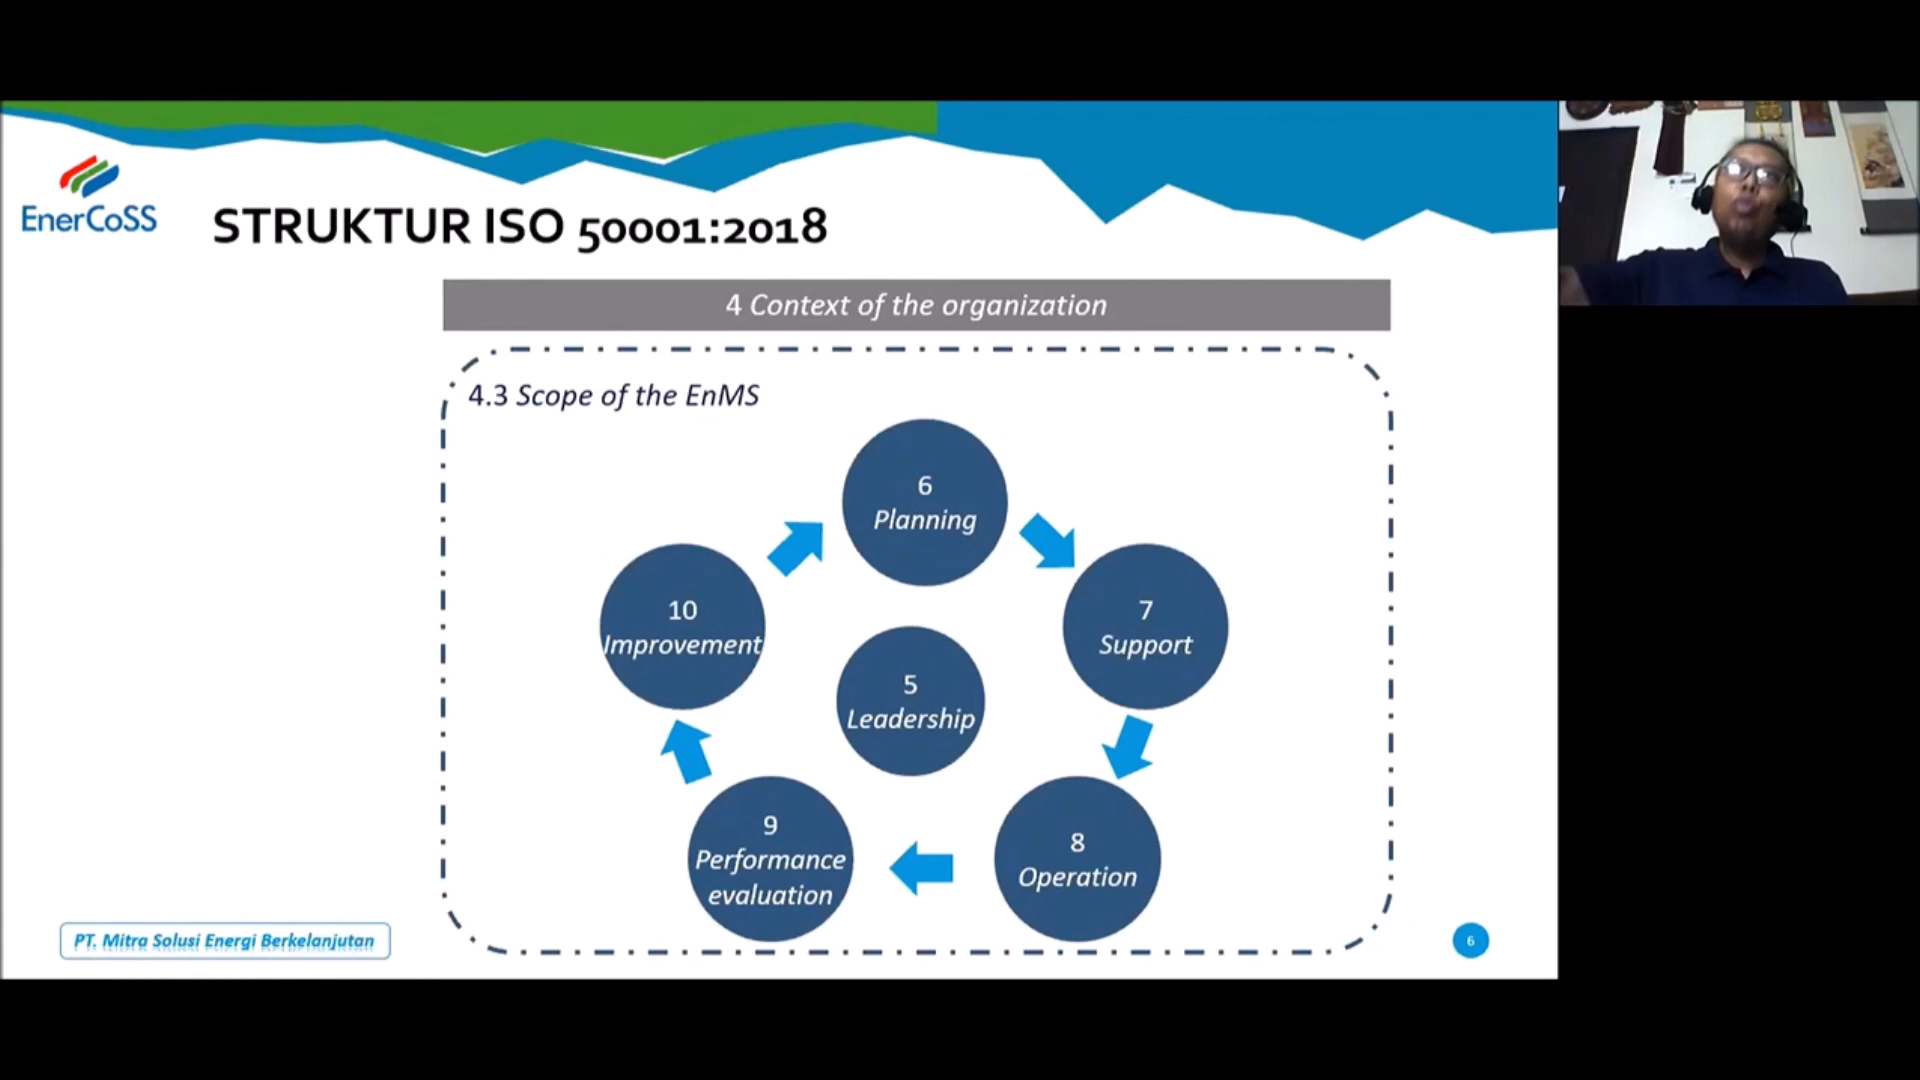 EnerCoSS
STRUKTUR ISO 50001:2018
4 Context of the organization
4.3 Scope of the EnMS
6
Planning
10
Improvement
7
Support
5
Leadership
9
Performance
evaluation
8
Operation
PT. Mitra Solusi Energi Berkelanjutan
6